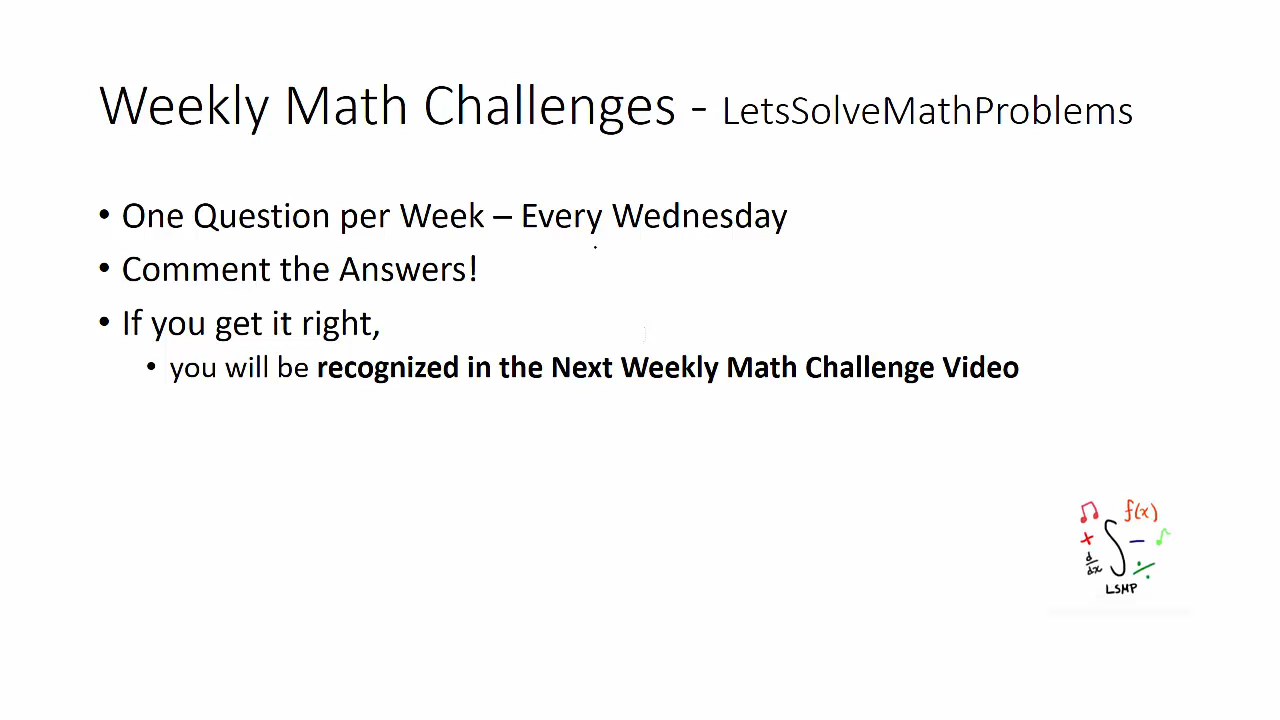 Weekly Math Challenges - LetsSolveMathProblems
• One Question per Week – Every Wednesday
• Comment the Answers!
• If you get it right,
• you will be recognized in the Next Weekly Math Challenge Video
f(x)
+
−
d/dx
∫
÷
LSMP